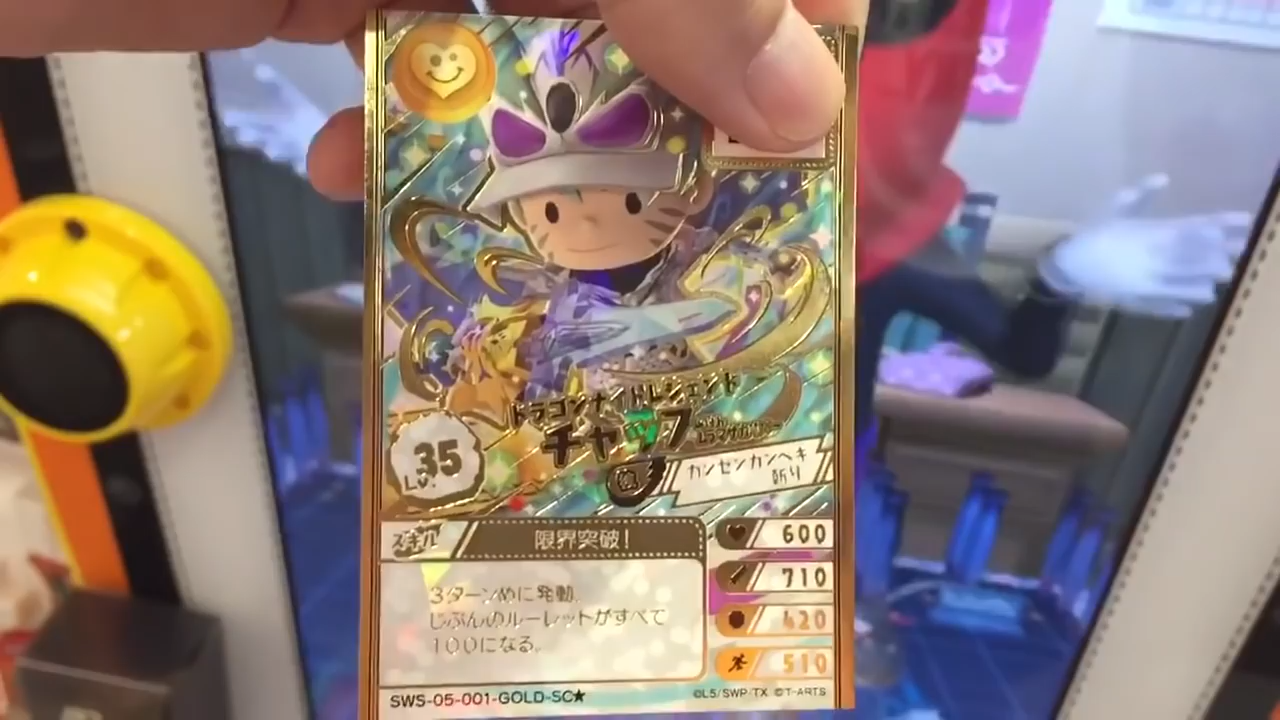 ドラゴンナイトレジェンド
チャップ
Lv. 35
カンゼンカンペキ
斬り
スキル
限界突破!
3ターンめに発動。
じぶんのルーレットがすべて
100になる。
600
710
420
510
SWS-05-001-GOLD-SC★
©L5/SWP/TX ©T-ARTS